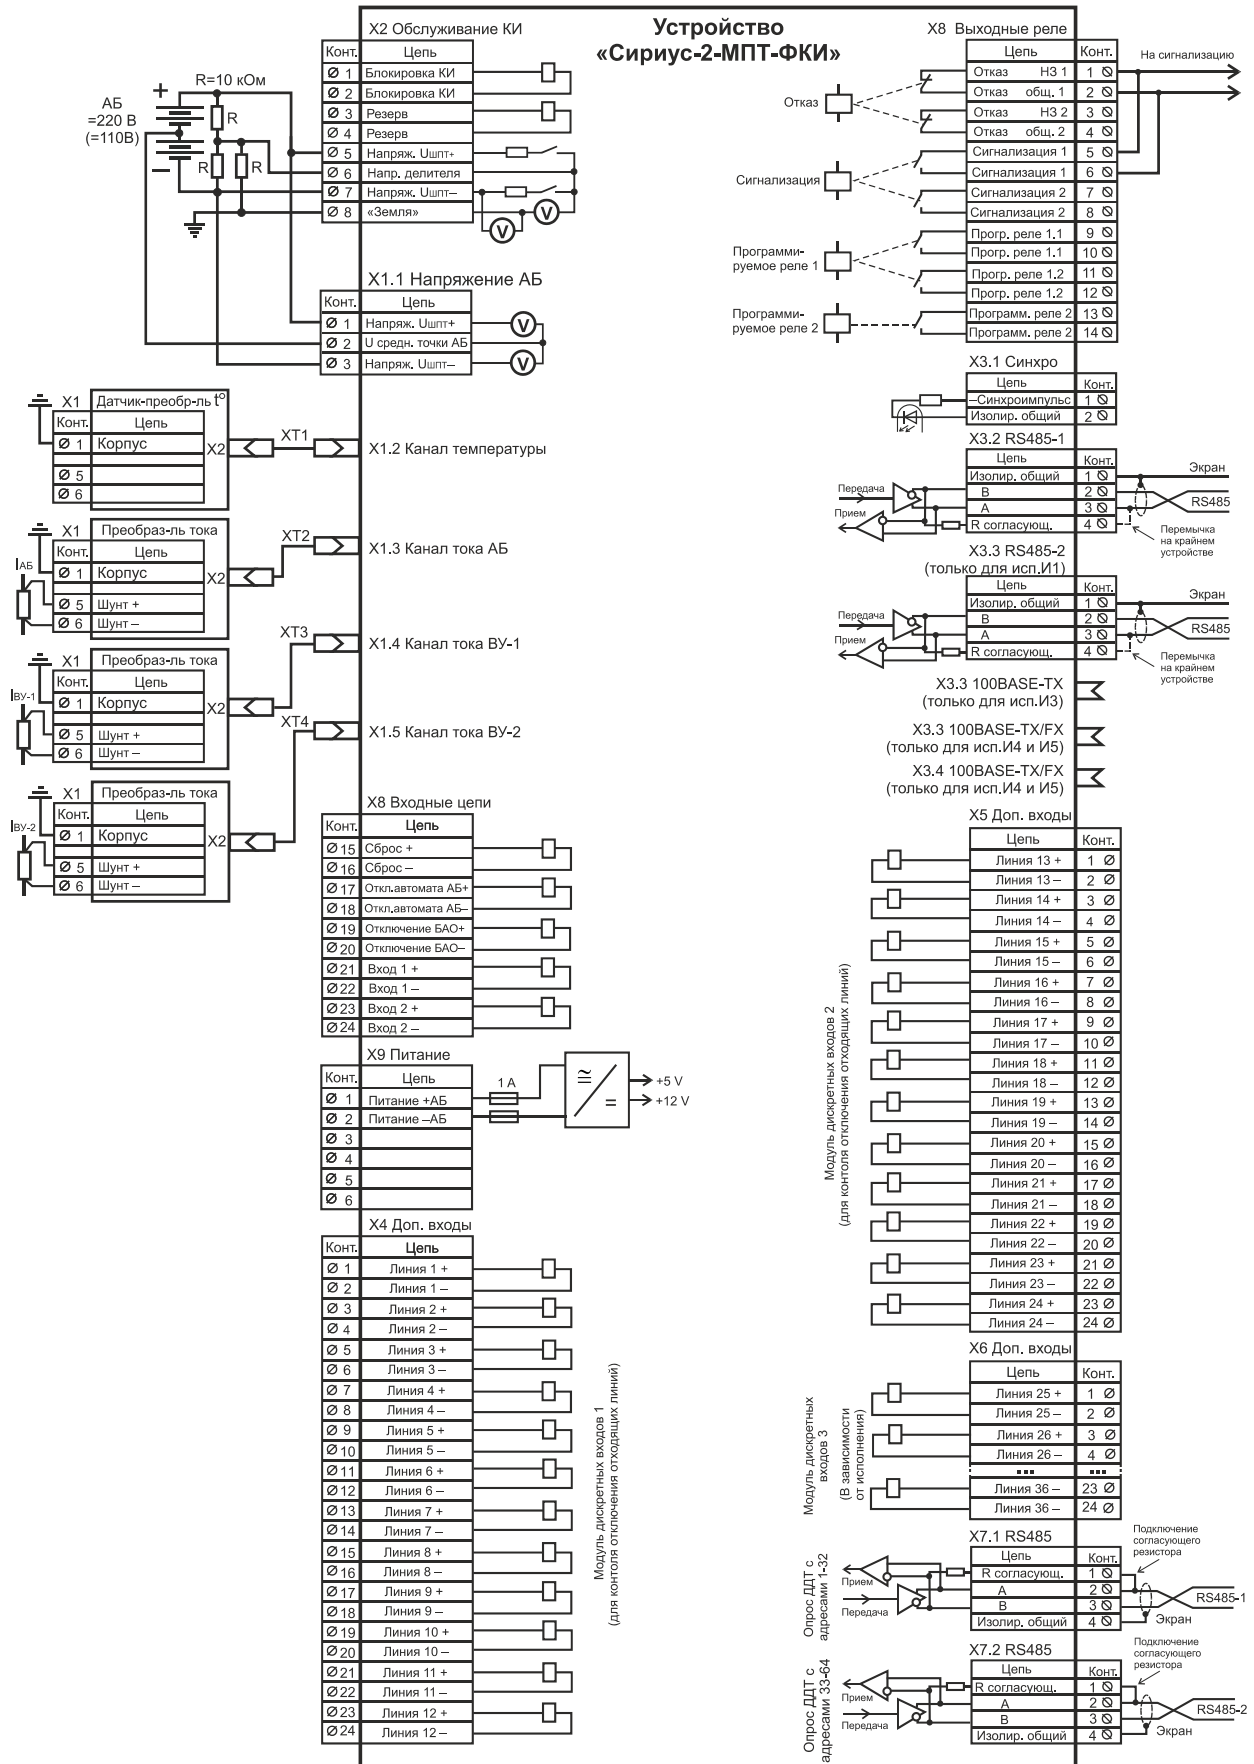 Устройство
«Сириус-2-МПТ-ФКИ»
X2 Обслуживание КИ
Конт. Цепь
1 Блокировка КИ
2 Блокировка КИ
3 Резерв
4 Резерв
5 Напряж. Uшпт+
6 Напр. делителя
7 Напряж. Uшпт–
8 «Земля»
R=10 кОм
АБ
=220 В
(=110В)
+
–
R
R
R
V
V
X1.1 Напряжение АБ
Конт. Цепь
1 Напряж. Uшпт+
2 U средн. точки АБ
3 Напряж. Uшпт–
V
V
X1 Датчик-преобр-ль t°
Конт. Цепь
1 Корпус
5
6
X2
XT1
X1.2 Канал температуры
X1 Преобраз-ль тока
Конт. Цепь
1 Корпус
5 Шунт +
6 Шунт –
IАБ
X2
XT2
X1.3 Канал тока АБ
X1 Преобраз-ль тока
Конт. Цепь
1 Корпус
5 Шунт +
6 Шунт –
IВУ-1
X2
XT3
X1.4 Канал тока ВУ-1
X1 Преобраз-ль тока
Конт. Цепь
1 Корпус
5 Шунт +
6 Шунт –
IВУ-2
X2
XT4
X1.5 Канал тока ВУ-2
X8 Входные цепи
Конт. Цепь
15 Сброс +
16 Сброс –
17 Откл.автомата АБ+
18 Откл.автомата АБ–
19 Отключение БАО+
20 Отключение БАО–
21 Вход 1 +
22 Вход 1 –
23 Вход 2 +
24 Вход 2 –
X9 Питание
Конт. Цепь
1 Питание +АБ
2 Питание –АБ
3
4
5
6
1 А
≅
=
+5 V
+12 V
X4 Доп. входы
Конт. Цепь
1 Линия 1 +
2 Линия 1 –
3 Линия 2 +
4 Линия 2 –
5 Линия 3 +
6 Линия 3 –
7 Линия 4 +
8 Линия 4 –
9 Линия 5 +
10 Линия 5 –
11 Линия 6 +
12 Линия 6 –
13 Линия 7 +
14 Линия 7 –
15 Линия 8 +
16 Линия 8 –
17 Линия 9 +
18 Линия 9 –
19 Линия 10 +
20 Линия 10 –
21 Линия 11 +
22 Линия 11 –
23 Линия 12 +
24 Линия 12 –
Модуль дискретных входов 1
(для контоля отключения отходящих линий)
X8 Выходные реле
Цепь Конт.
Отказ НЗ 1 1
Отказ общ. 1 2
Отказ НЗ 2 3
Отказ общ. 2 4
Сигнализация 1 5
Сигнализация 1 6
Сигнализация 2 7
Сигнализация 2 8
Прогр. реле 1.1 9
Прогр. реле 1.1 10
Прогр. реле 1.2 11
Прогр. реле 1.2 12
Программ. реле 2 13
Программ. реле 2 14
На сигнализацию
Отказ
Сигнализация
Программи-
руемое реле 1
Программи-
руемое реле 2
X3.1 Синхро
Цепь Конт.
–Синхроимпульс 1
Изолир. общий 2
X3.2 RS485-1
Цепь Конт.
Изолир. общий 1
B 2
A 3
R согласующ. 4
Передача
Прием
Экран
RS485
Перемычка
на крайнем
устройстве
X3.3 RS485-2
(только для исп.И1)
Цепь Конт.
Изолир. общий 1
B 2
A 3
R согласующ. 4
Передача
Прием
Экран
RS485
Перемычка
на крайнем
устройстве
X3.3 100BASE-TX
(только для исп.И3)
X3.3 100BASE-TX/FX
(только для исп.И4 и И5)
X3.4 100BASE-TX/FX
(только для исп.И4 и И5)
X5 Доп. входы
Цепь Конт.
Линия 13 + 1
Линия 13 – 2
Линия 14 + 3
Линия 14 – 4
Линия 15 + 5
Линия 15 – 6
Линия 16 + 7
Линия 16 – 8
Линия 17 + 9
Линия 17 – 10
Линия 18 + 11
Линия 18 – 12
Линия 19 + 13
Линия 19 – 14
Линия 20 + 15
Линия 20 – 16
Линия 21 + 17
Линия 21 – 18
Линия 22 + 19
Линия 22 – 20
Линия 23 + 21
Линия 23 – 22
Линия 24 + 23
Линия 24 – 24
Модуль дискретных входов 2
(для контоля отключения отходящих линий)
X6 Доп. входы
Цепь Конт.
Линия 25 + 1
Линия 25 – 2
Линия 26 + 3
Линия 26 – 4
... ...
Линия 36 – 23
Линия 36 – 24
Модуль дискретных
входов 3
(В зависимости
от исполнения)
X7.1 RS485
Цепь Конт.
R согласующ. 1
A 2
B 3
Изолир. общий 4
Опрос ДДТ с
адресами 1-32
Прием
Передача
Подключение
согласующего
резистора
RS485-1
Экран
X7.2 RS485
Цепь Конт.
R согласующ. 1
A 2
B 3
Изолир. общий 4
Опрос ДДТ с
адресами 33-64
Прием
Передача
Подключение
согласующего
резистора
RS485-2
Экран